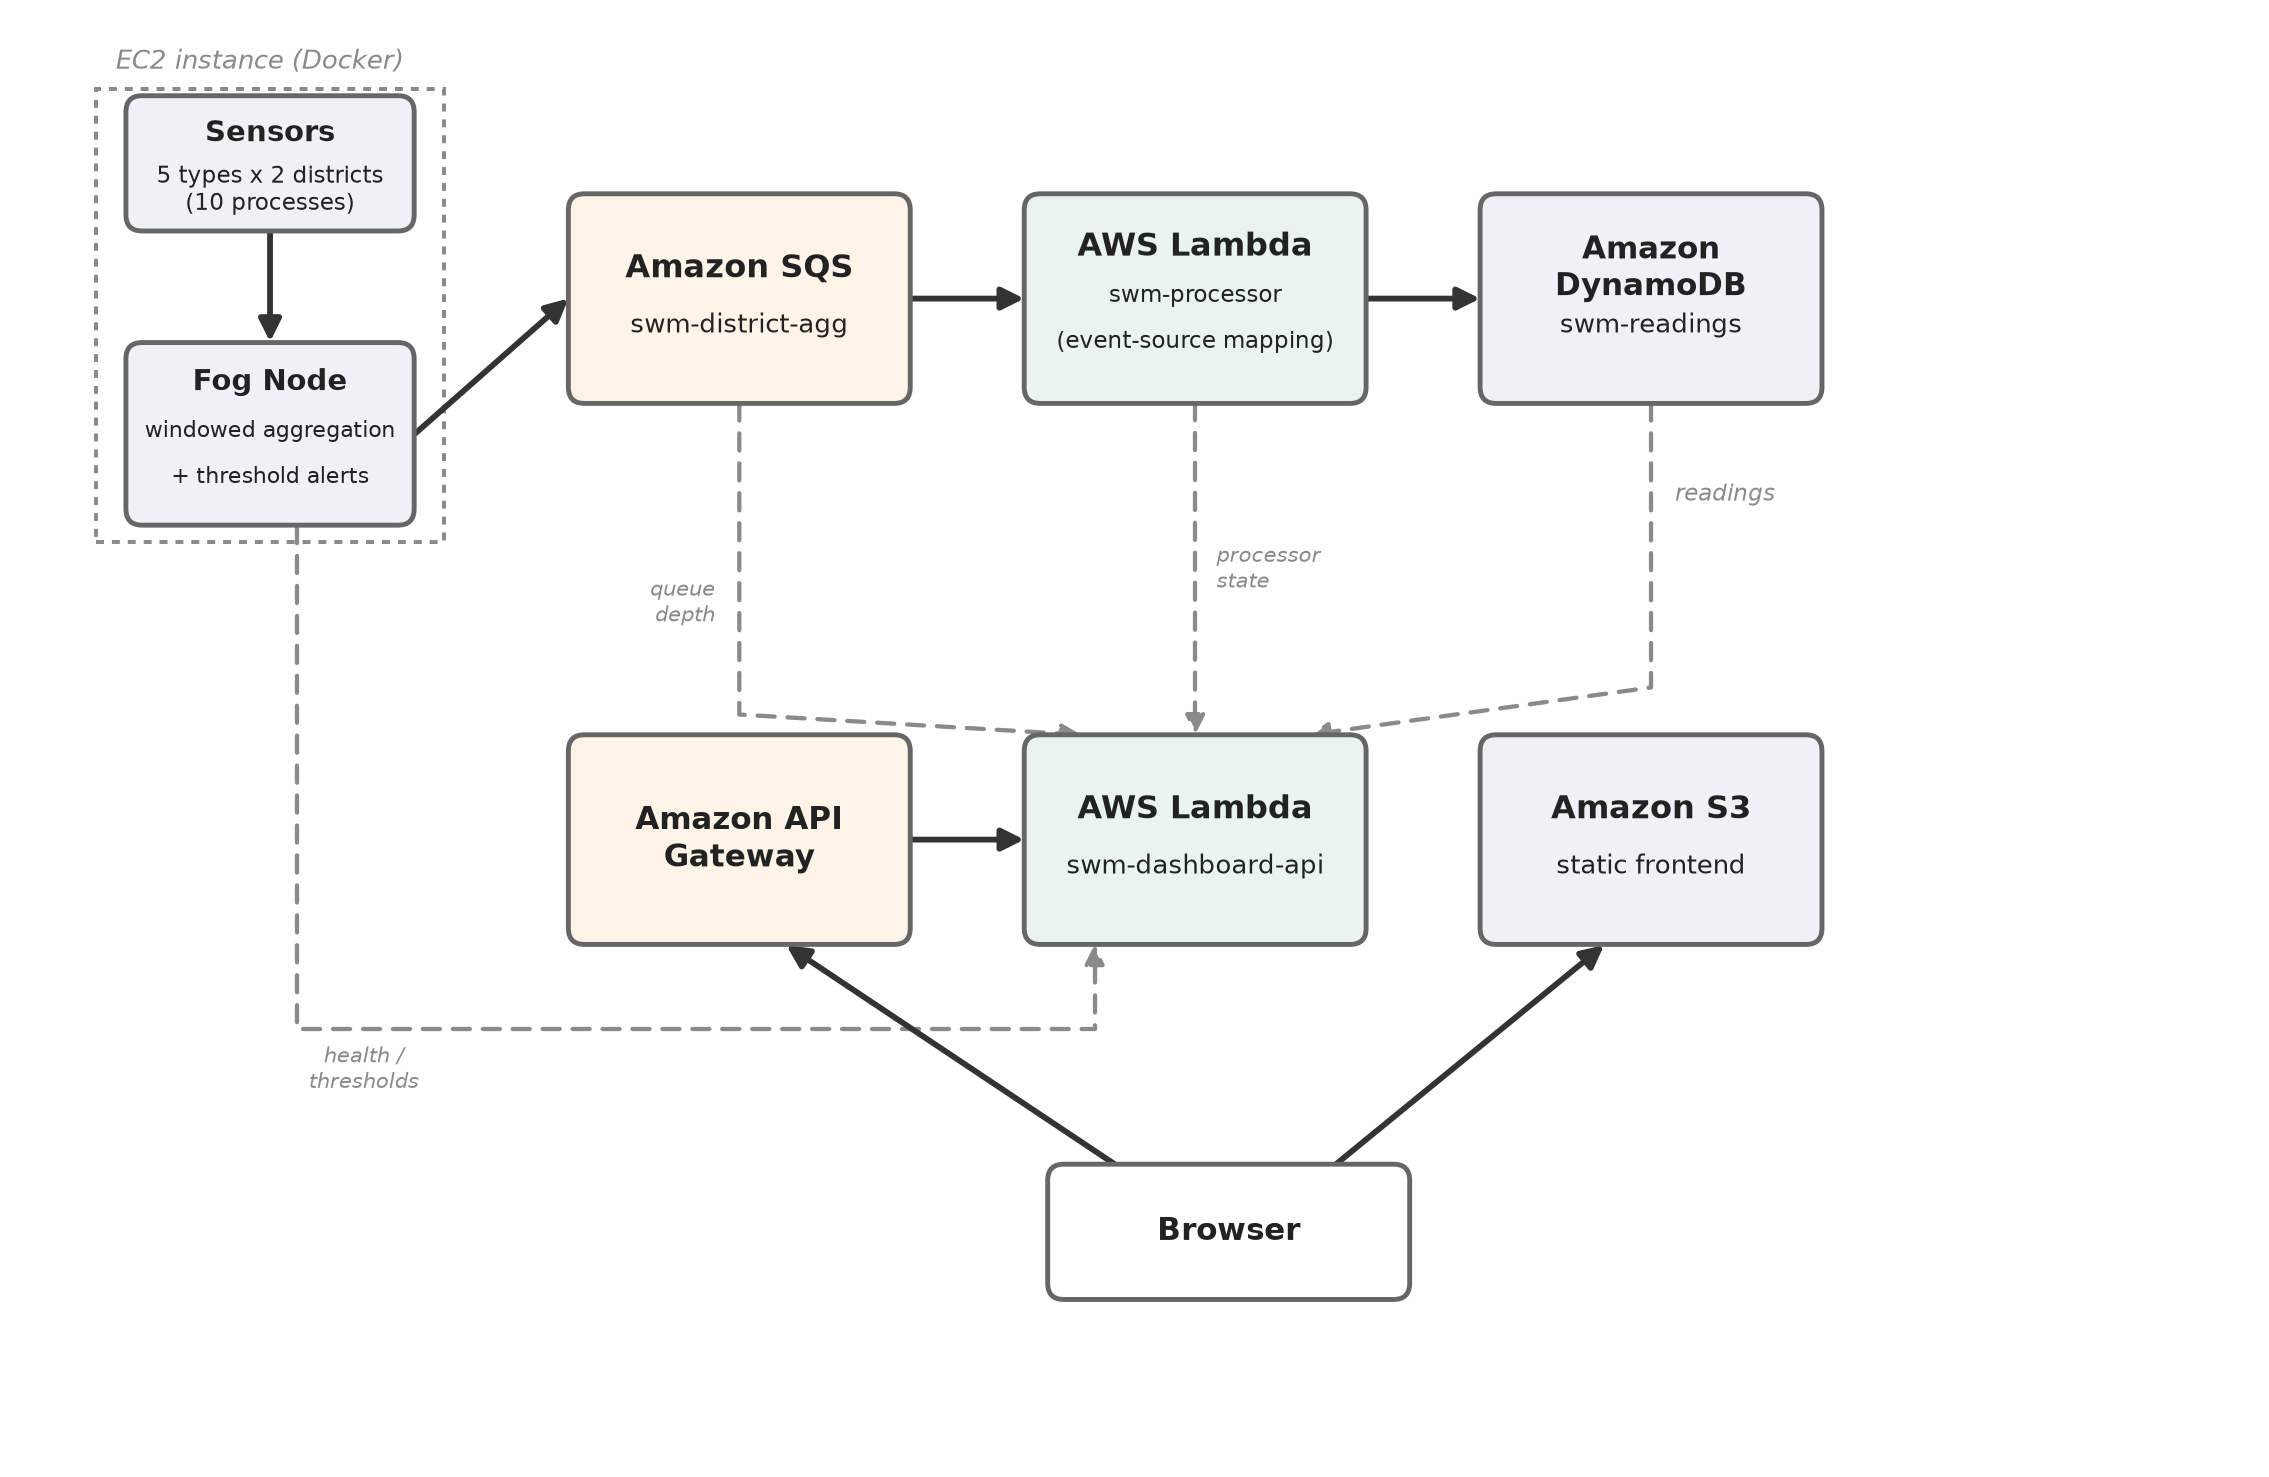 EC2 instance (Docker)
Sensors
5 types x 2 districts
(10 processes)
Fog Node
windowed aggregation
+ threshold alerts
Amazon SQS
swm-district-agg
AWS Lambda
swm-processor
(event-source mapping)
Amazon
DynamoDB
swm-readings
queue
depth
processor
state
readings
Amazon API
Gateway
AWS Lambda
swm-dashboard-api
Amazon S3
static frontend
health /
thresholds
Browser